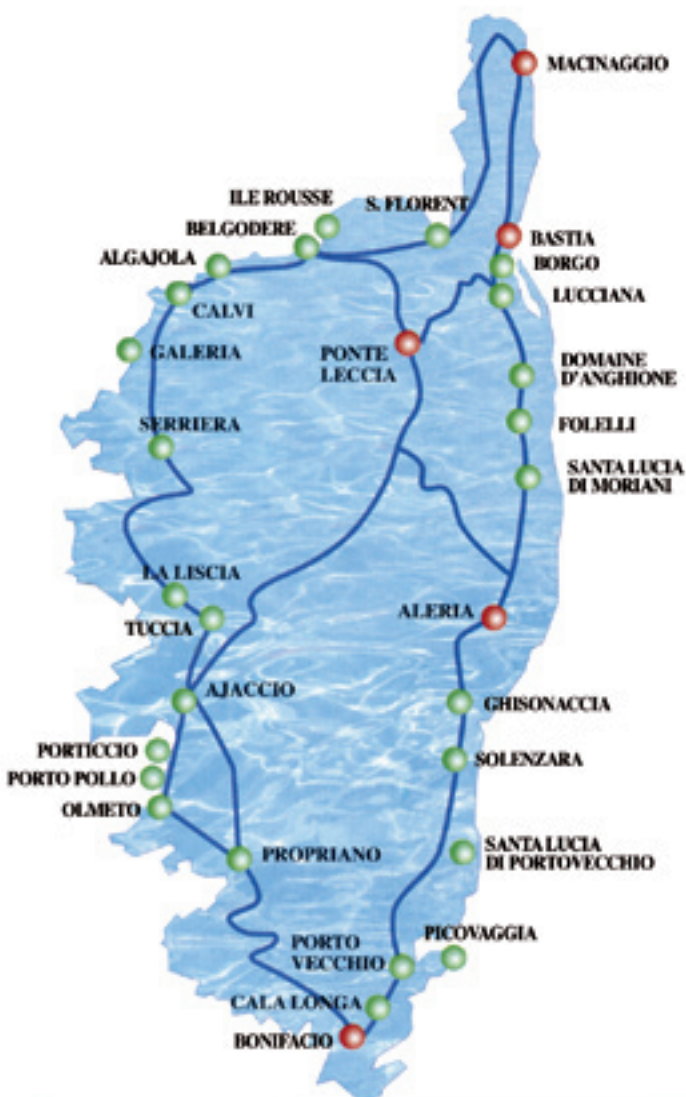 MACINAGGIO
ILE ROUSSE
S. FLORENT
BELGODERE
BASTIA
ALGAJOLA
BORGO
LUCCIANA
CALVI
GALERIA
PONTE
LECCIA
DOMAINE
D'ANGHIONE
FOLELLI
SERRIERA
SANTA LUCIA
DI MORIANI
LA LISCIA
ALERIA
TUCCIA
AJACCIO
GHISONACCIA
PORTICCIO
SOLENZARA
PORTO POLLO
OLMETO
PROPRIANO
SANTA LUCIA
DI PORTOVECCHIO
PICOVAGGIA
PORTO
VECCHIO
CALA LONGA
BONIFACIO